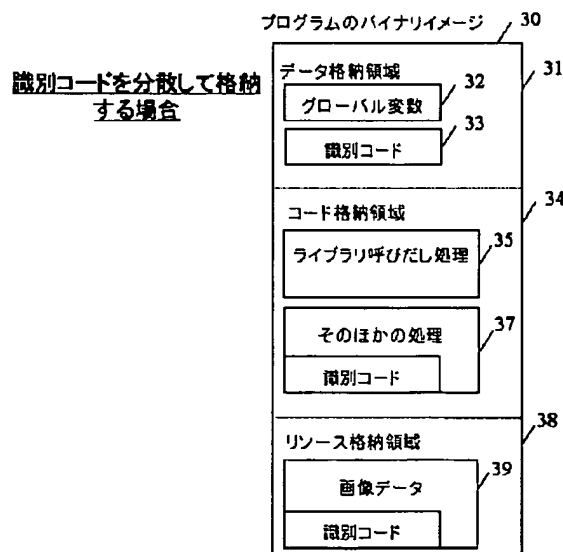 プログラムのバイナリイメージ 30
識別コードを分散して格納
する場合
データ格納領域 31
グローバル変数 32
識別コード 33
コード格納領域 34
ライブラリ呼びだし処理 35
そのほかの処理 37
識別コード
リソース格納領域 38
画像データ 39
識別コード